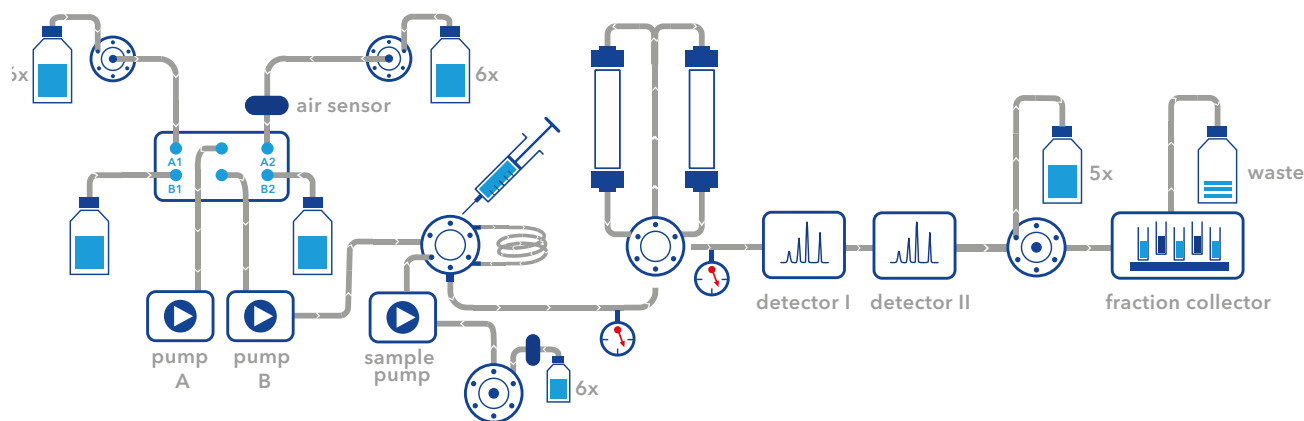 6x
air sensor
A1
A2
B1
B2
5x
waste
detector I
detector II
fraction collector
pump
A
pump
B
sample
pump
6x